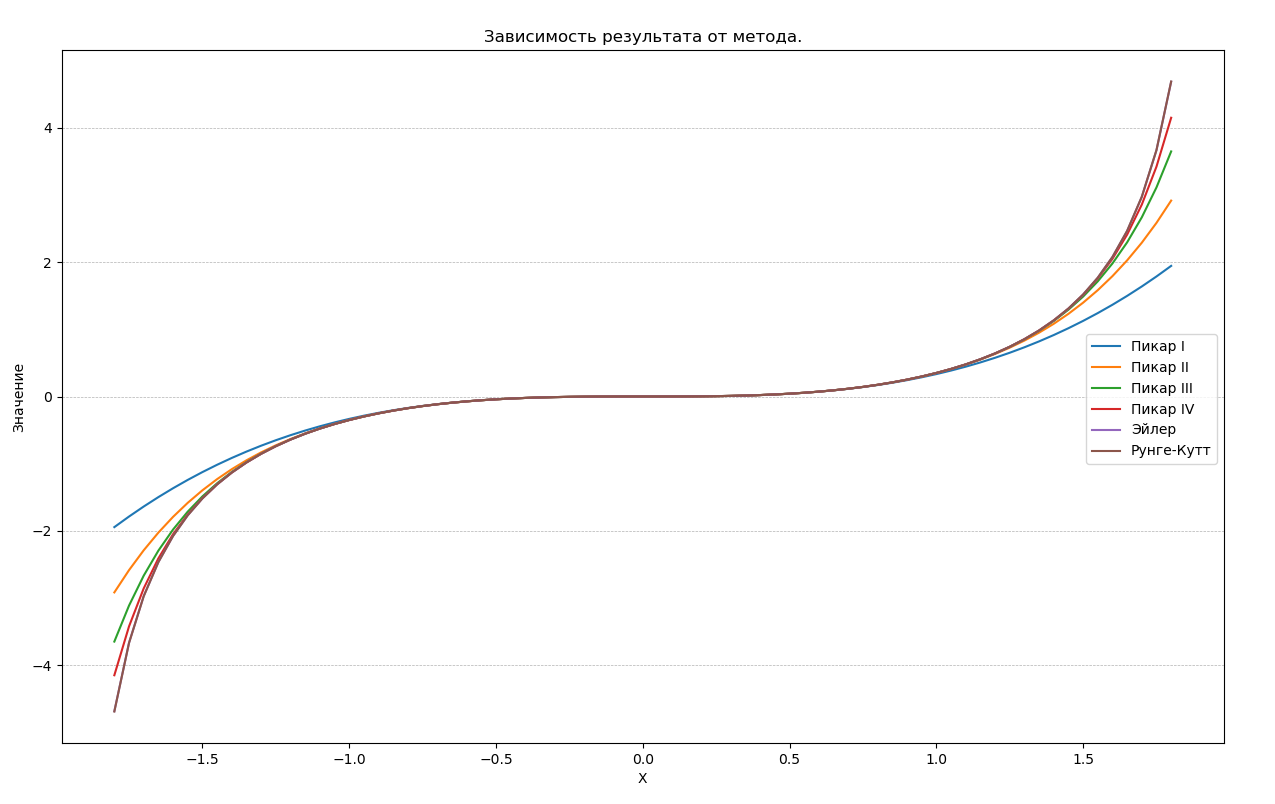 Зависимость результата от метода.
Значение
4
2
0
−2
−4
Пикар I
Пикар II
Пикар III
Пикар IV
Эйлер
Рунге-Кутт
−1.5 −1.0 −0.5 0.0 0.5 1.0 1.5
X